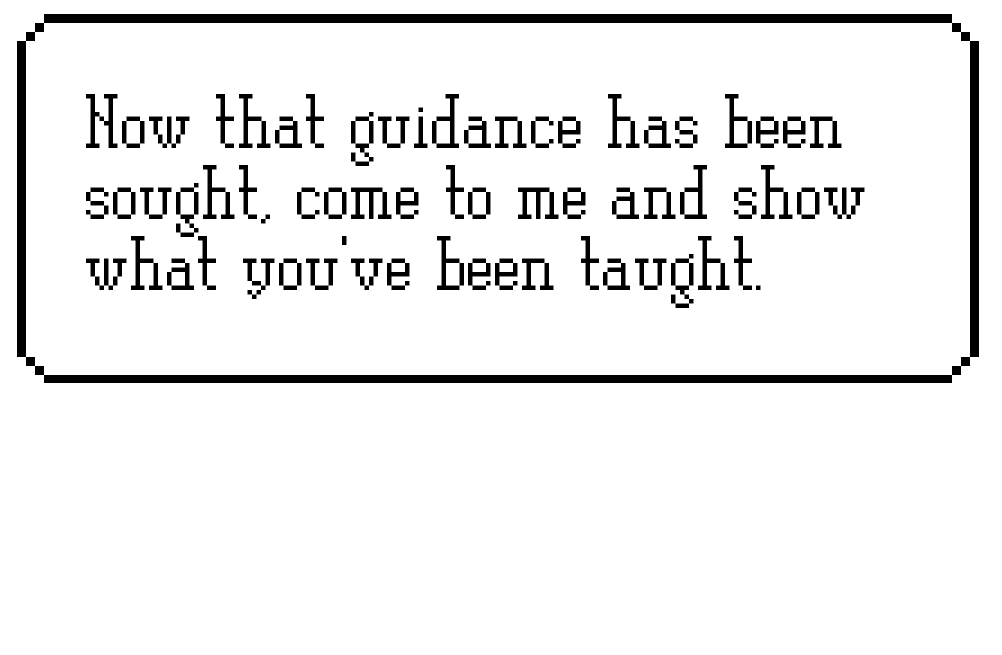 Now that guidance has been
sought, come to me and show
what you've been taught.